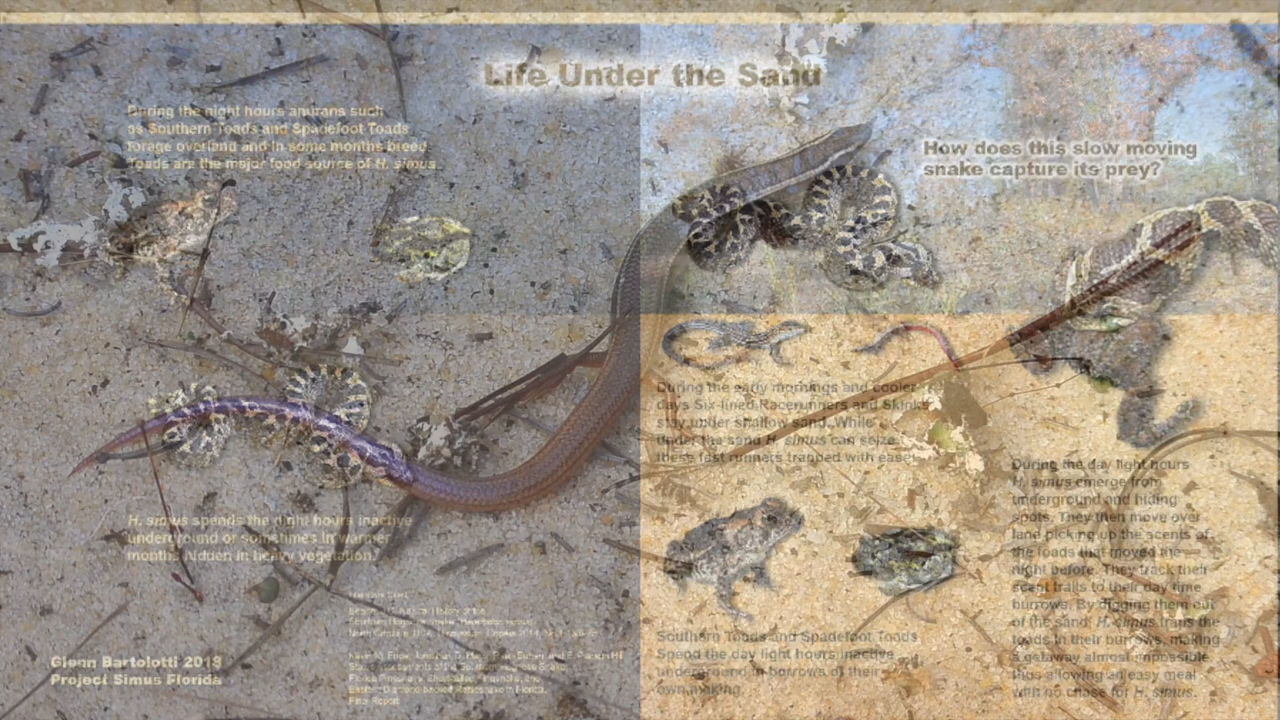 Life Under the Sand
During the night hours anurans such
as Southern Toads and Spadefoot Toads
forage overland and in some months breed.
Toads are the major food source of H. simus.
How does this slow moving
snake capture its prey?
During the early mornings and cooler
days Six-lined Racerunners and Skinks
stay under shallow sand. While
under the sand H. simus can seize
these fast runners trapped with ease.
During the day light hours
H. simus emerge from
underground and hiding
spots. They then move over
land picking up the scents of
the toads that moved the
night before. They track their
scent trails to their day time
burrows. By digging them out
of the sand, H. simus traps the
toads in their burrows, making
a getaway almost impossible
thus allowing an easy meal
with no chase for H. simus.
H. simus spends the night hours inactive
underground or sometimes in warmer
months hidden in heavy vegetation.
Southern Toads and Spadefoot Toads
Spend the day light hours inactive
underground in burrows of their
own making.
Glenn Bartolotti 2018
Project Simus Florida
Final Report